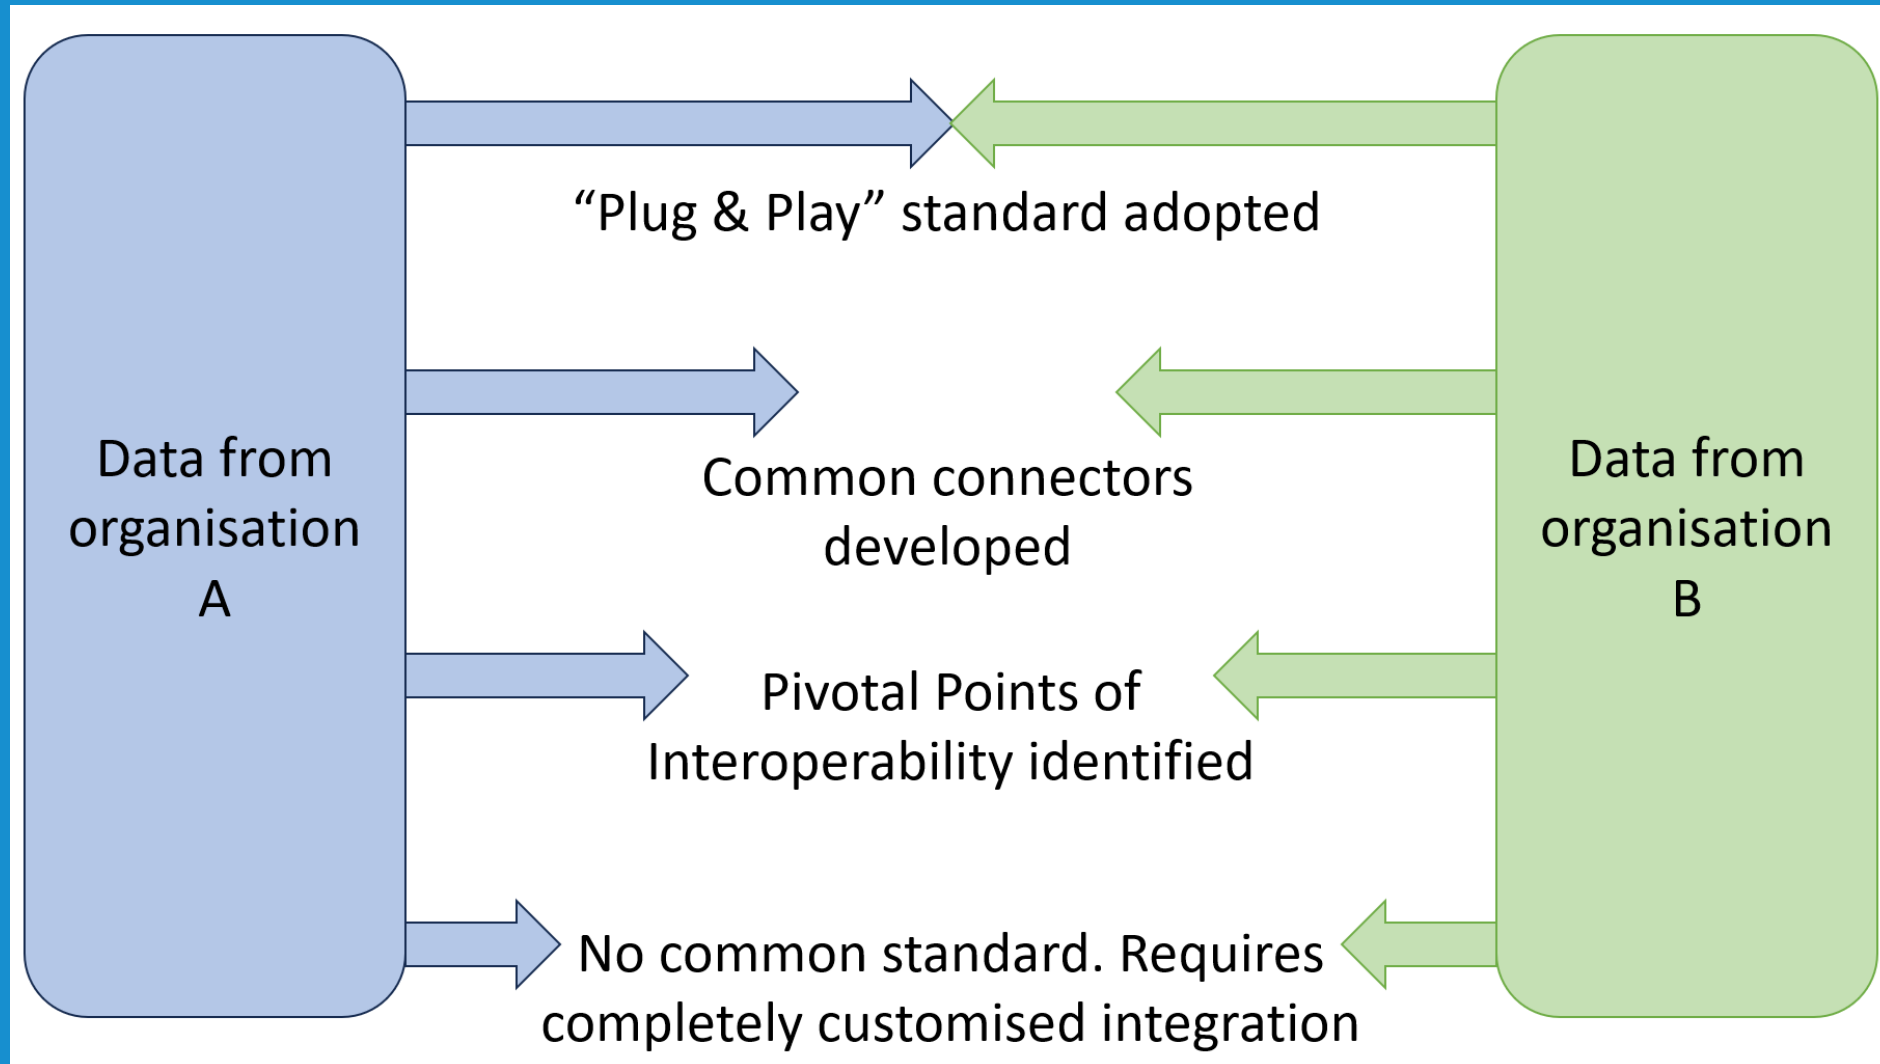 Data from
organisation
A
“Plug & Play” standard adopted
Common connectors
developed
Pivotal Points of
Interoperability identified
No common standard. Requires
completely customised integration
Data from
organisation
B